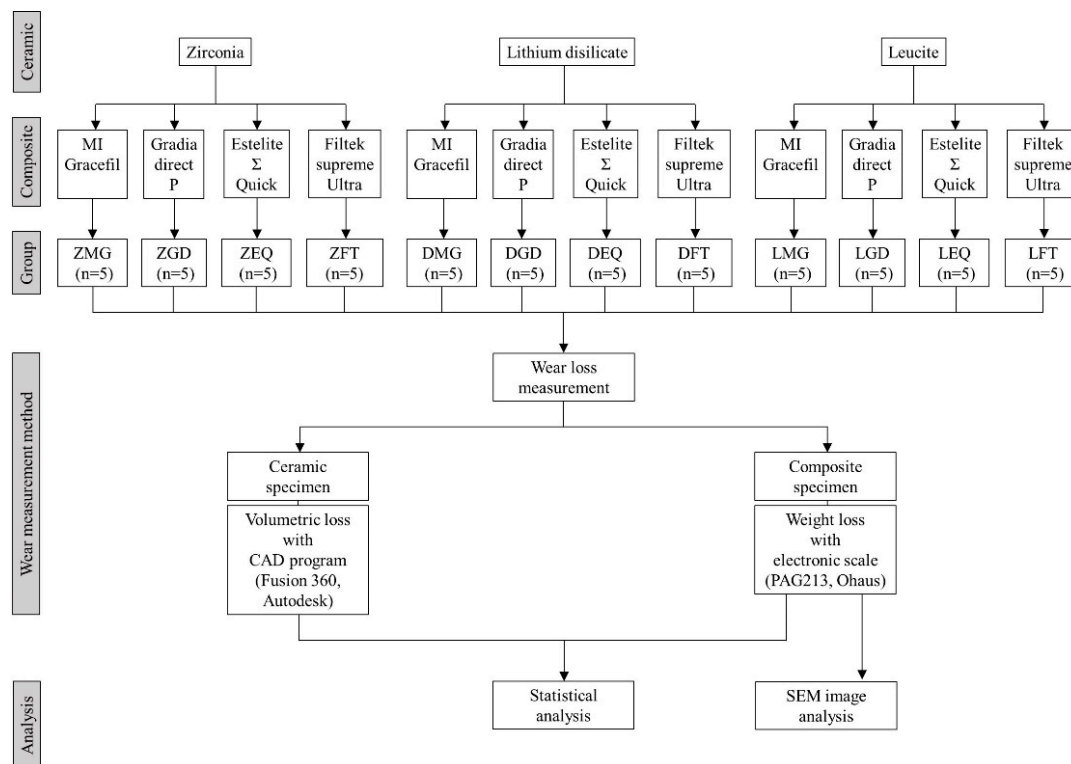 Ceramic
Zirconia
Lithium disilicate
Leucite
Composite
MI
Gracefil
Gradia
direct
P
Estelite
Σ
Quick
Filtek
supreme
Ultra
MI
Gracefil
Gradia
direct
P
Estelite
Σ
Quick
Filtek
supreme
Ultra
MI
Gracefil
Gradia
direct
P
Estelite
Σ
Quick
Filtek
supreme
Ultra
Group
ZMG
(n=5)
ZGD
(n=5)
ZEQ
(n=5)
ZFT
(n=5)
DMG
(n=5)
DGD
(n=5)
DEQ
(n=5)
DFT
(n=5)
LMG
(n=5)
LGD
(n=5)
LEQ
(n=5)
LFT
(n=5)
Wear measurement method
Wear loss
measurement
Ceramic
specimen
Volumetric loss
with
CAD program
(Fusion 360,
Autodesk)
Composite
specimen
Weight loss
with
electronic scale
(PAG213, Ohaus)
Analysis
Statistical
analysis
SEM image
analysis